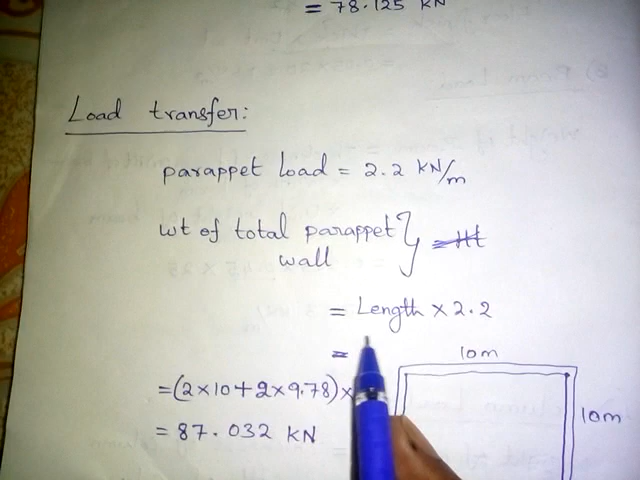 = 78.125 KN
Load transfer:
parappet Load = 2.2 KN/m
wt of total parappet
wall
= Length × 2.2
=
10m
=(2×10+2×9.78)×
10m
= 87.032 KN